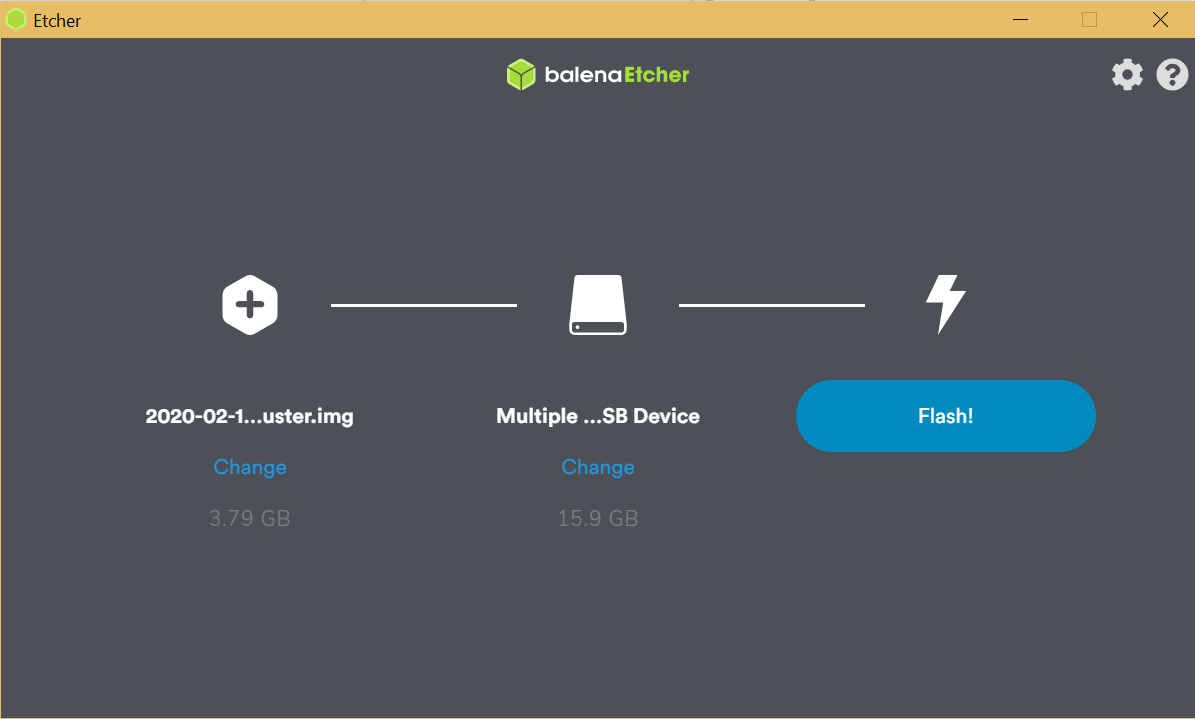 Etcher
balenaEtcher
2020-02-1...uster.img
Multiple ...SB Device
Flash!
Change
Change
3.79 GB
15.9 GB